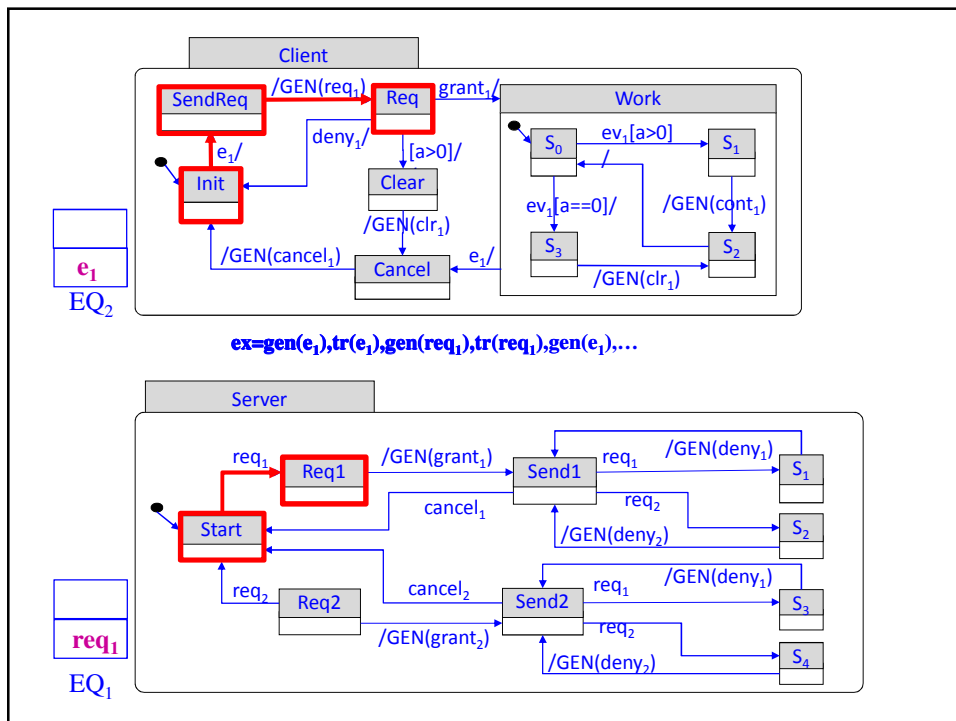 Client
/GEN(req₁)
SendReq
Req
grant₁/
Work
deny₁/
S₀
ev₁[a>0]
/
S₁
e₁/
[a>0]/
Init
Clear
ev₁[a==0]/
/GEN(cont₁)
/GEN(clr₁)
S₃
S₂
/GEN(cancel₁)
Cancel
e₁/
/GEN(clr₁)
e₁
EQ₂
ex=gen(e₁),tr(e₁),gen(req₁),tr(req₁),gen(e₁),…
Server
req₁
Req1
/GEN(grant₁)
Send1
req₁
/GEN(deny₁)
S₁
cancel₁
req₂
Start
/GEN(deny₂)
S₂
req₂
Req2
cancel₂
Send2
req₁
/GEN(deny₁)
S₃
/GEN(grant₂)
req₂
/GEN(deny₂)
S₄
req₁
EQ₁